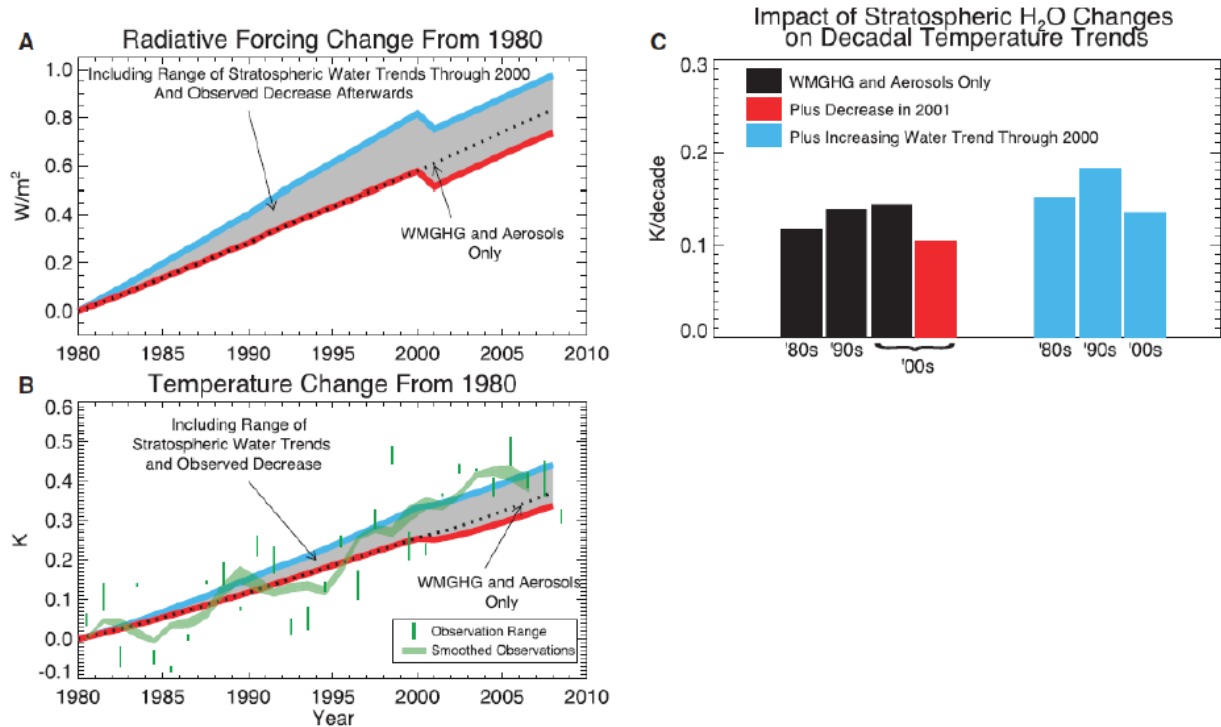 A
Radiative Forcing Change From 1980
Including Range of Stratospheric Water Trends Through 2000
And Observed Decrease Afterwards
WMGHG and Aerosols
Only
W/m²
1.0
0.8
0.6
0.4
0.2
0.0
1980
1985
1990
1995
2000
2005
2010
B
Temperature Change From 1980
Including Range of
Stratospheric Water Trends
and Observed Decrease
WMGHG and Aerosols
Only
Observation Range
Smoothed Observations
K
0.6
0.5
0.4
0.3
0.2
0.1
0.0
-0.1
1980
1985
1990
1995
2000
2005
2010
Year
Impact of Stratospheric H₂O Changes
C
on Decadal Temperature Trends
WMGHG and Aerosols Only
Plus Decrease in 2001
Plus Increasing Water Trend Through 2000
K/decade
0.3
0.2
0.1
0.0
'80s
'90s
'00s
'80s
'90s
'00s